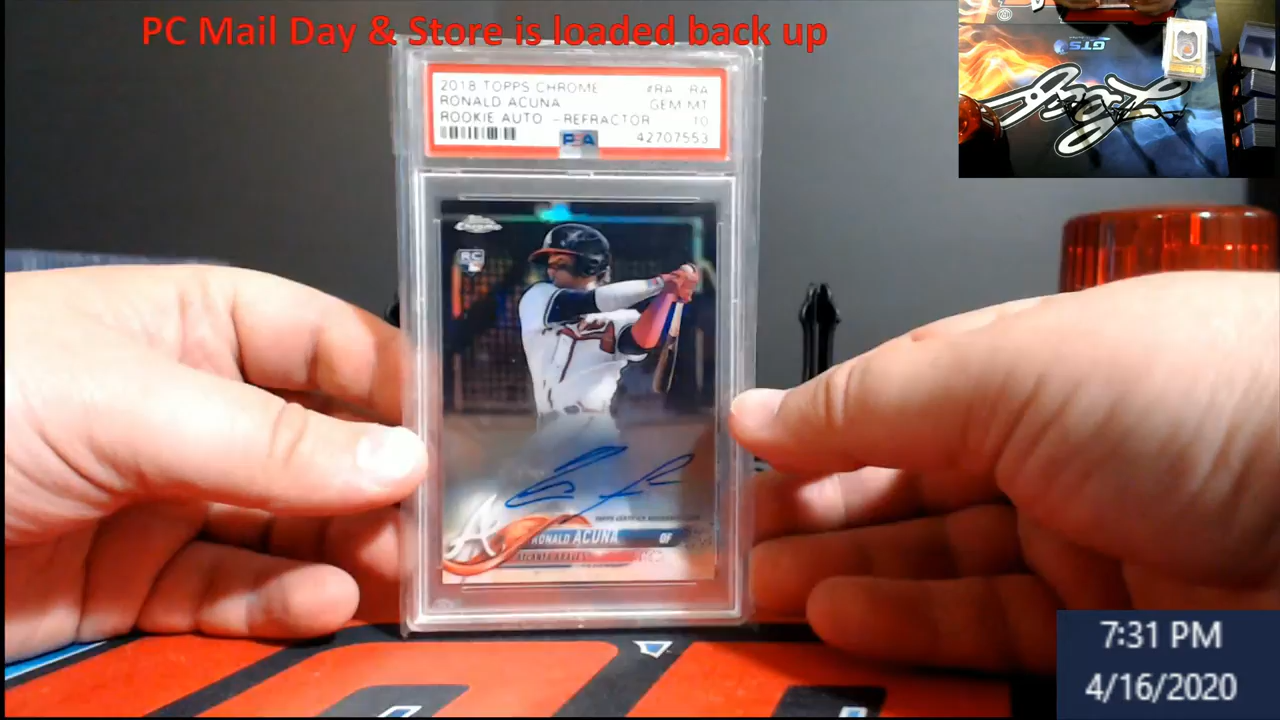 PC Mail Day & Store is loaded back up
2018 TOPPS CHROME #RA RA
RONALD ACUNA GEM MT
ROOKIE AUTO - REFRACTOR 10
42707553
PSA
Chrome
RC
RONALD ACUNA OF
GTS
7:31 PM
4/16/2020